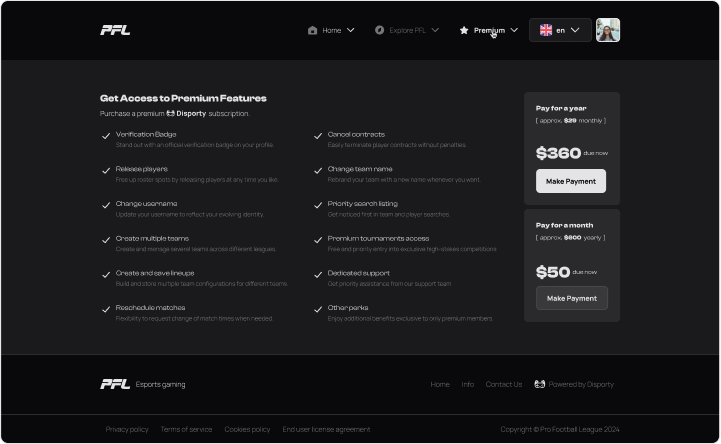 PFL
Home
Explore PFL
Premium
en
Get Access to Premium Features
Purchase a premium Disporty subscription.
Verification Badge
Stand out with an official verification badge on your profile.
Release players
Free up roster spots by releasing players at any time you like.
Change username
Update your username to reflect your evolving identity.
Create multiple teams
Create and manage several teams across different leagues.
Create and save lineups
Build and store multiple team configurations for different teams.
Reschedule matches
Flexibility to request change of match times when needed.
Cancel contracts
Easily terminate player contracts without penalties.
Change team name
Rebrand your team with a new name whenever you want.
Priority search listing
Get noticed first in team and player searches.
Premium tournaments access
Free and priority entry into exclusive high-stakes competitions
Dedicated support
Get priority assistance from our support team
Other perks
Enjoy additional benefits exclusive to only premium members.
Pay for a year
[ approx. $29 monthly ]
$360 due now
Make Payment
Pay for a month
[ approx. $600 yearly ]
$50 due now
Make Payment
PFL Esports gaming
Home
Info
Contact Us
Powered by Disporty
Privacy policy
Terms of service
Cookies policy
End user license agreement
Copyright © Pro Football League 2024